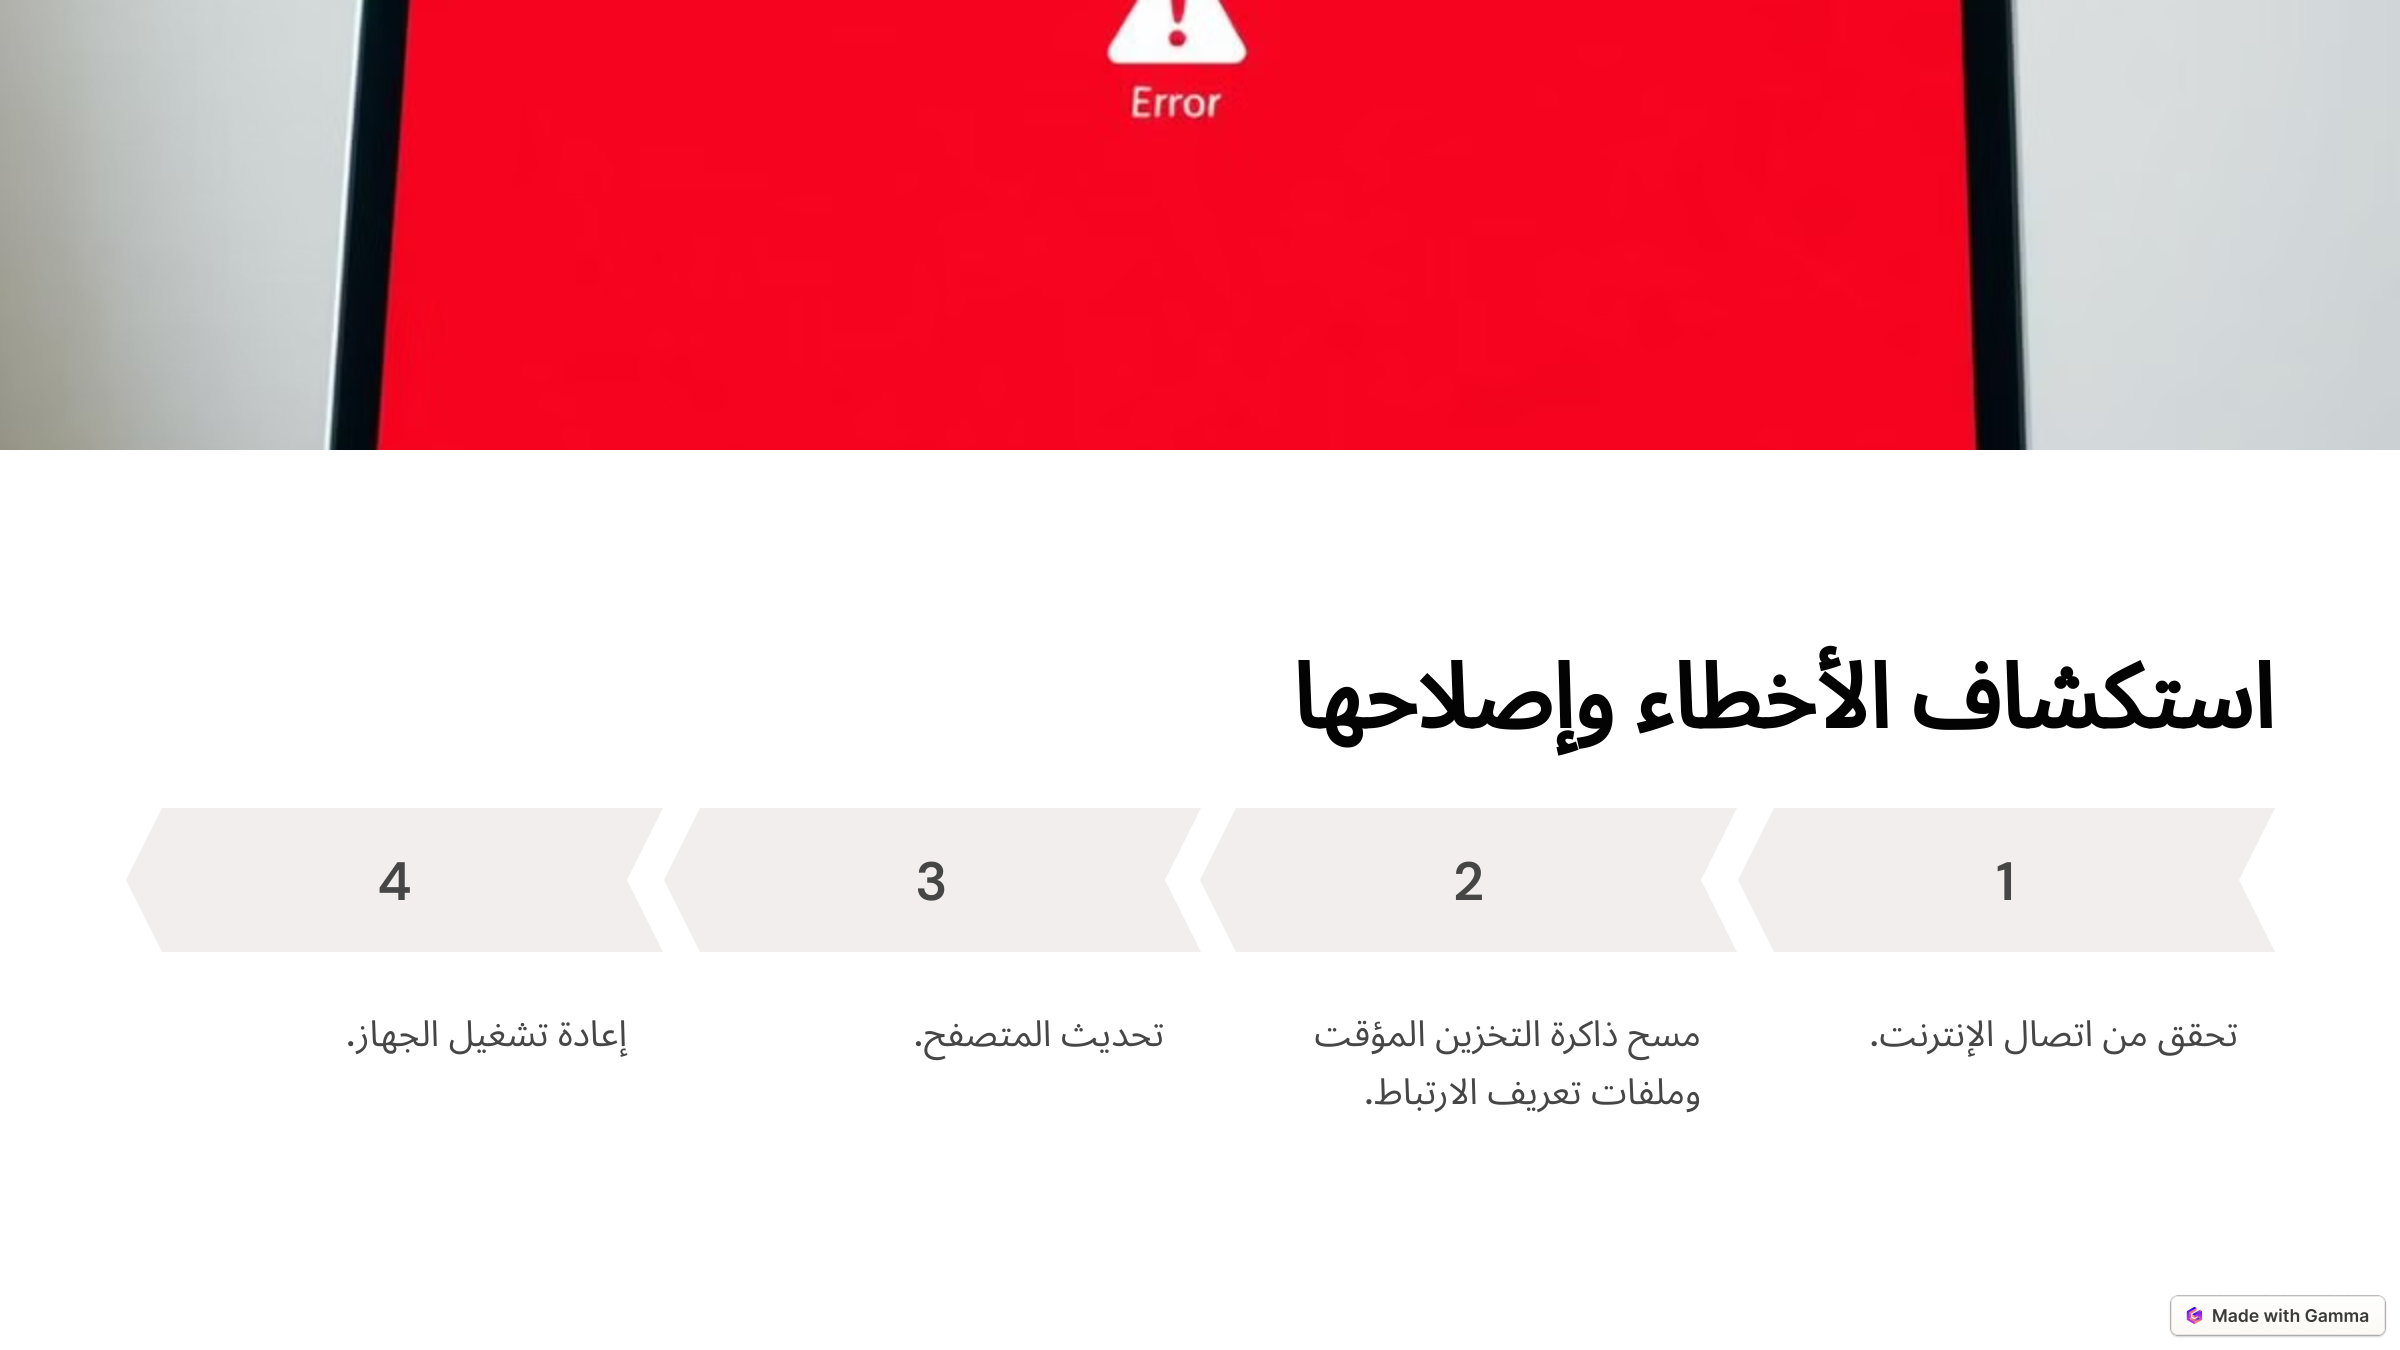 Error
استكشاف الأخطاء وإصلاحها
1
2
3
4
تحقق من اتصال الإنترنت.
مسح ذاكرة التخزين المؤقت
وملفات تعريف الارتباط.
تحديث المتصفح.
إعادة تشغيل الجهاز.
Made with Gamma